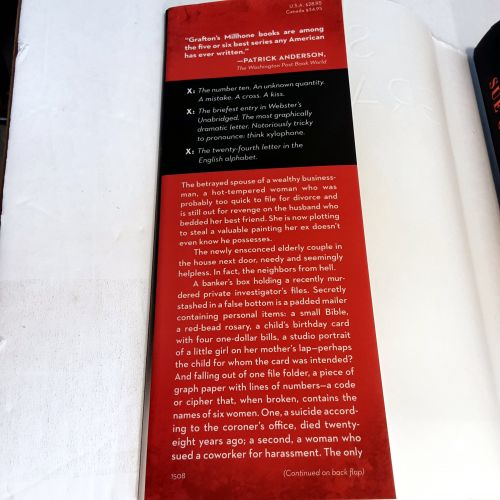 U.S.A. $28.95
Canada $34.95
"Grafton's Millhone books are among
the five or six best series any American
has ever written."
—PATRICK ANDERSON,
The Washington Post Book World
X: The number ten. An unknown quantity.
A mistake. A cross. A kiss.
X: The briefest entry in Webster's
Unabridged. The most graphically
dramatic letter. Notoriously tricky
to pronounce: think xylophone.
X: The twenty-fourth letter in the
English alphabet.
The betrayed spouse of a wealthy business-
man, a hot-tempered woman who was
probably too quick to file for divorce and
is still out for revenge on the husband who
bedded her best friend. She is now plotting
to steal a valuable painting her ex doesn't
even know he possesses.
The newly ensconced elderly couple in
the house next door, needy and seemingly
helpless. In fact, the neighbors from hell.
A banker's box holding a recently mur-
dered private investigator's files. Secretly
stashed in a false bottom is a padded mailer
containing personal items: a small Bible,
a red-bead rosary, a child's birthday card
with four one-dollar bills, a studio portrait
of a little girl on her mother's lap—perhaps
the child for whom the card was intended?
And falling out of one file folder, a piece of
graph paper with lines of numbers—a code
or cipher that, when broken, contains the
names of six women. One, a suicide accord-
ing to the coroner's office, died twenty-
eight years ago; a second, a woman who
sued a coworker for harassment. The only
1508
(Continued on back flap)